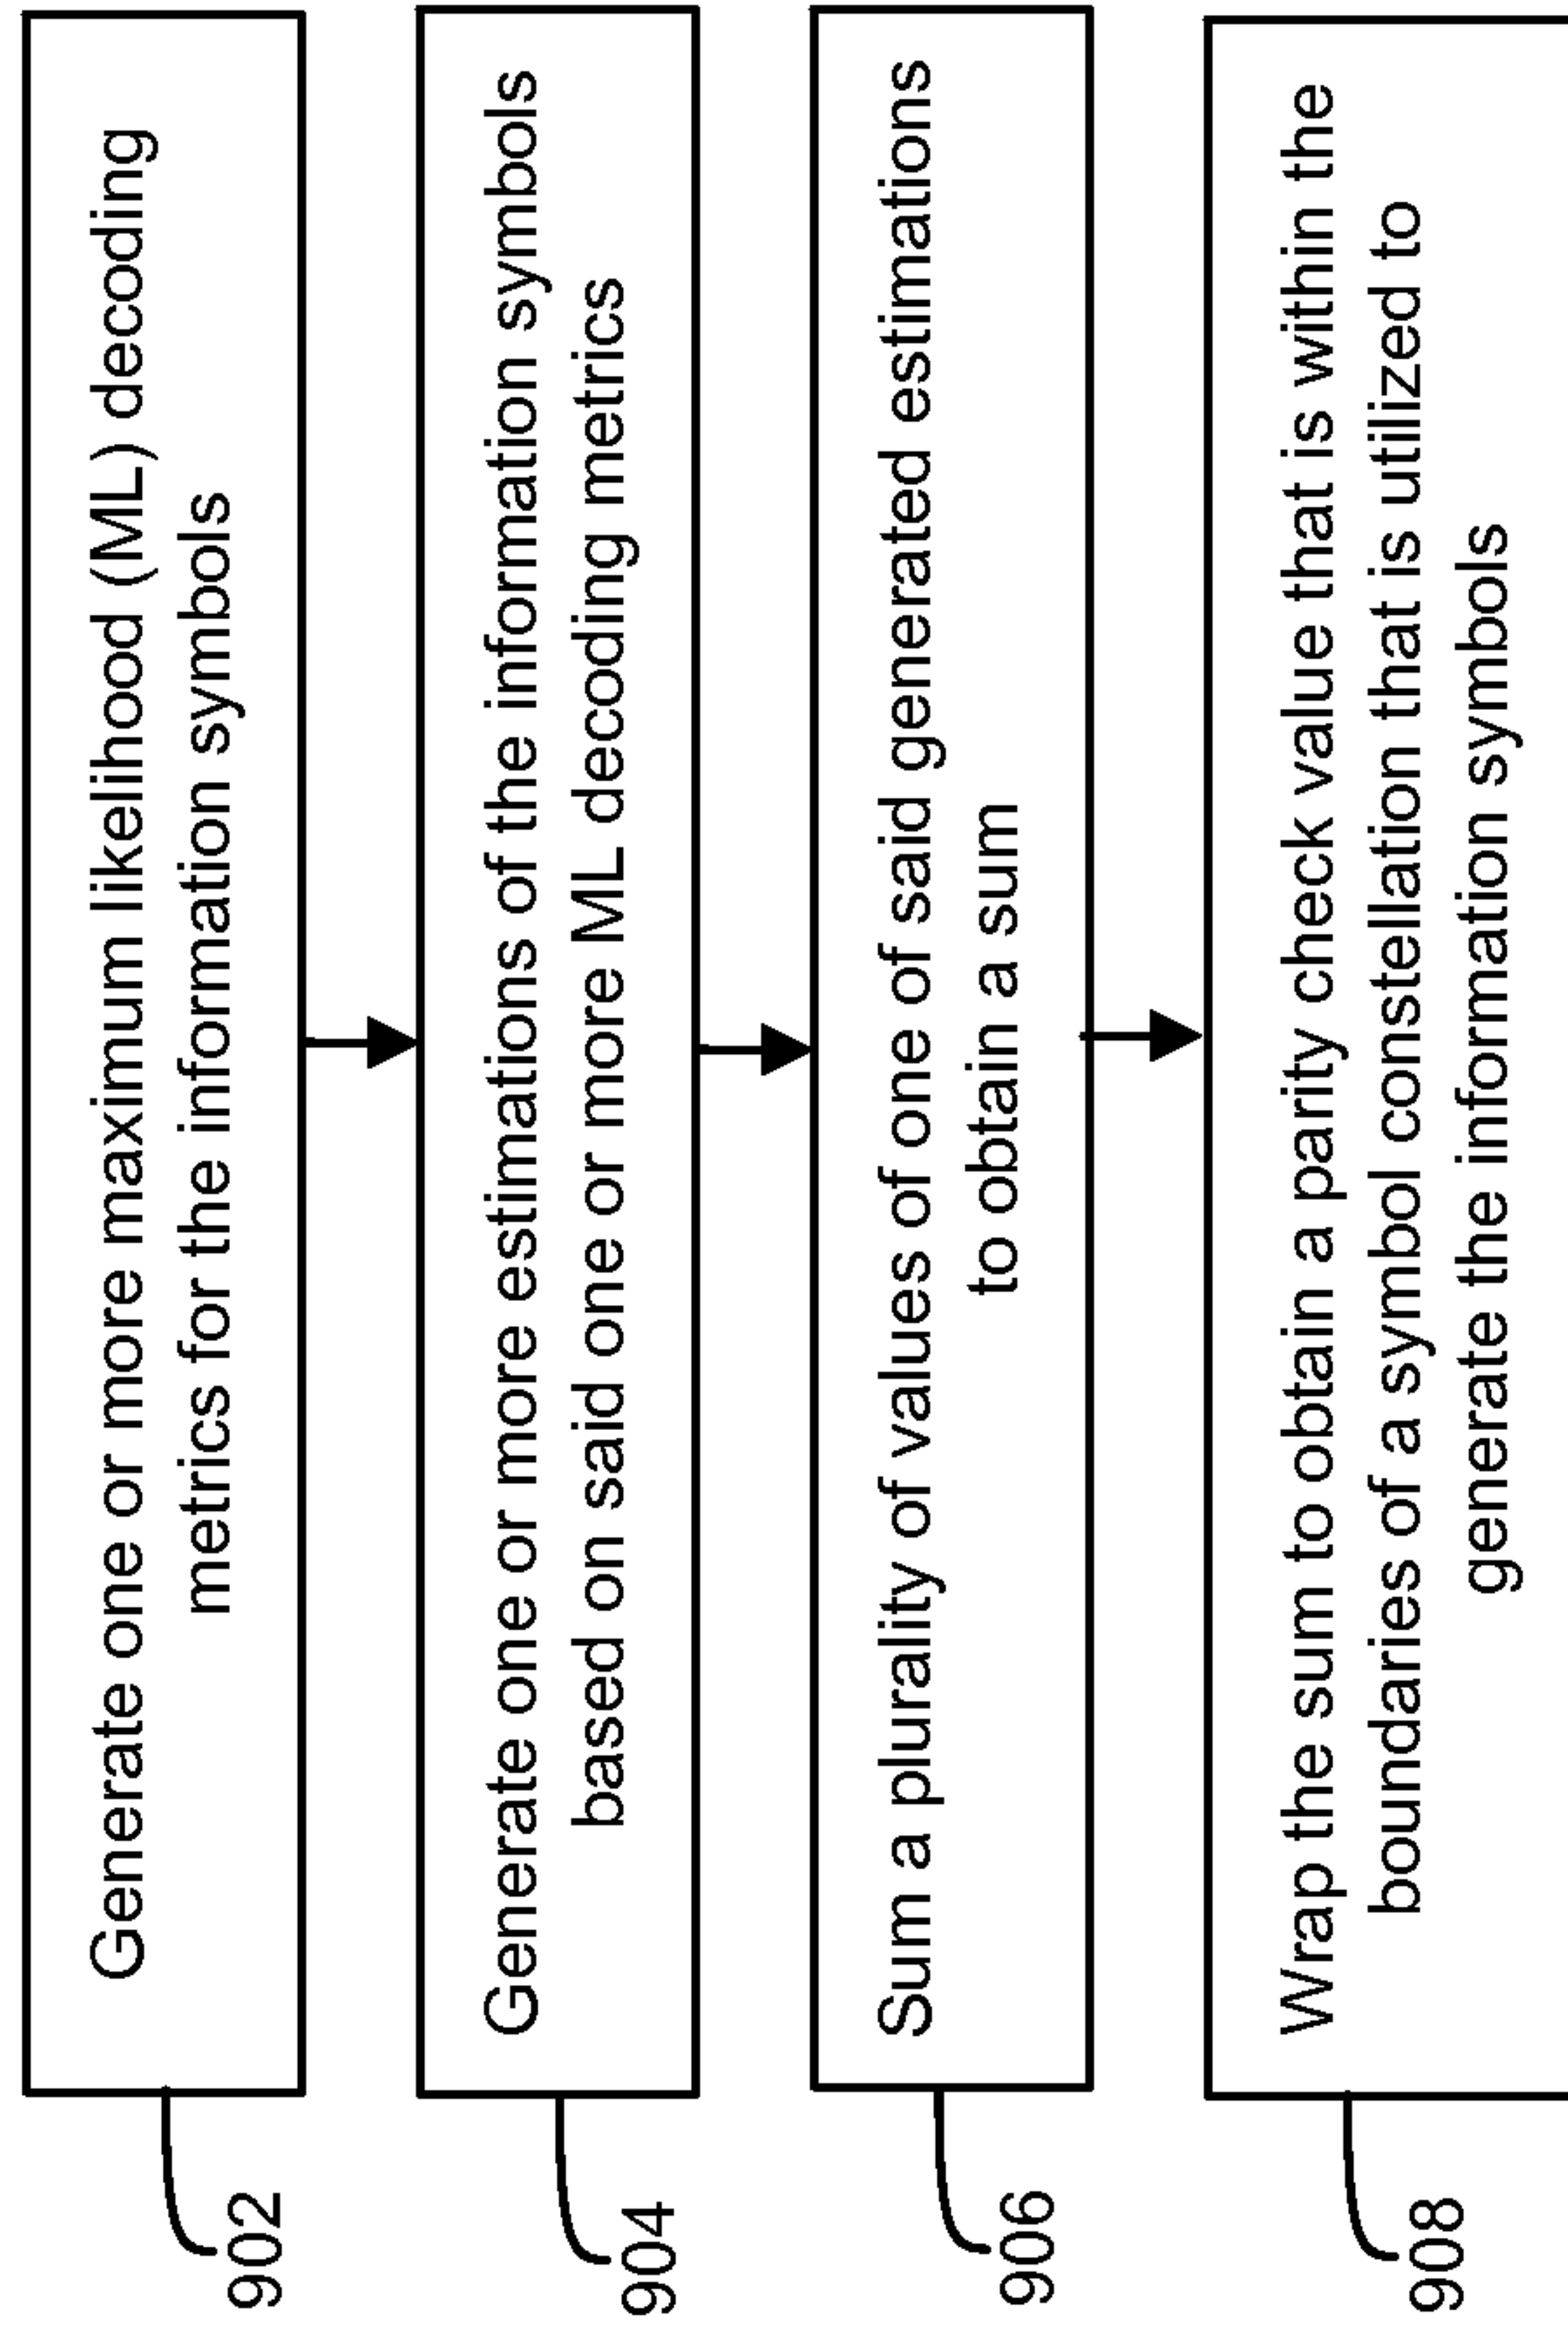 902
Generate one or more maximum likelihood (ML) decoding
metrics for the information symbols
904
Generate one or more estimations of the information symbols
based on said one or more ML decoding metrics
906
Sum a plurality of values of one of said generated estimations
to obtain a sum
908
Wrap the sum to obtain a parity check value that is within the
boundaries of a symbol constellation that is utilized to
generate the information symbols